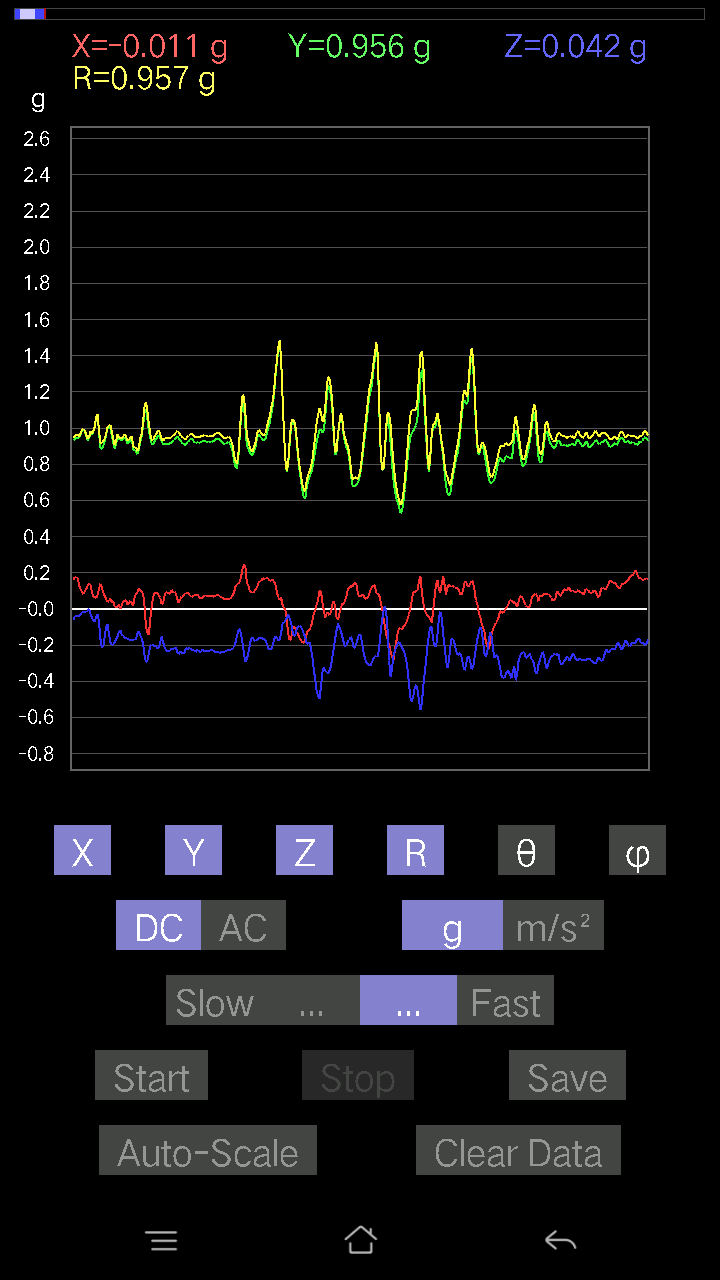 X=-0.011 g Y=0.956 g Z=0.042 g
R=0.957 g
g
2.6
2.4
2.2
2.0
1.8
1.6
1.4
1.2
1.0
0.8
0.6
0.4
0.2
-0.0
-0.2
-0.4
-0.6
-0.8
X Y Z R θ φ
DC AC g m/s²
Slow ... ... Fast
Start Stop Save
Auto-Scale Clear Data